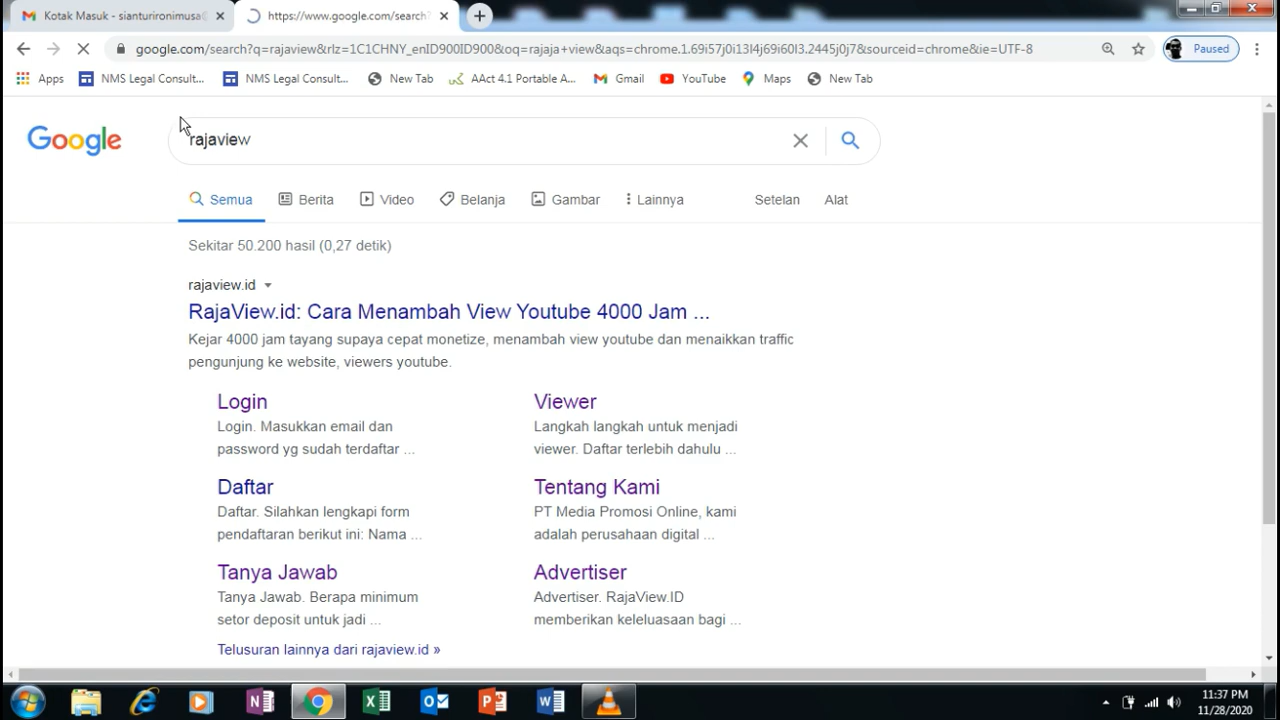 Kotak Masuk - sianturironimusa@
https://www.google.com/search?
google.com/search?q=rajaview&rlz=1C1CHNY_enID900ID900&oq=rajaja+view&aqs=chrome.1.69i57j0i13l4j69i60l3.2445j0j7&sourceid=chrome&ie=UTF-8
Paused
Apps
NMS Legal Consult...
NMS Legal Consult...
New Tab
AAct 4.1 Portable A...
Gmail
YouTube
Maps
New Tab
Google
rajaview
Semua
Berita
Video
Belanja
Gambar
Lainnya
Setelan
Alat
Sekitar 50.200 hasil (0,27 detik)
rajaview.id
RajaView.id: Cara Menambah View Youtube 4000 Jam ...
Kejar 4000 jam tayang supaya cepat monetize, menambah view youtube dan menaikkan traffic
pengunjung ke website, viewers youtube.
Login
Login. Masukkan email dan
password yg sudah terdaftar ...
Viewer
Langkah langkah untuk menjadi
viewer. Daftar terlebih dahulu ...
Daftar
Daftar. Silahkan lengkapi form
pendaftaran berikut ini: Nama ...
Tentang Kami
PT Media Promosi Online, kami
adalah perusahaan digital ...
Tanya Jawab
Tanya Jawab. Berapa minimum
setor deposit untuk jadi ...
Advertiser
Advertiser. RajaView.ID
memberikan keleluasaan bagi ...
Telusuran lainnya dari rajaview.id »
11:37 PM
11/28/2020